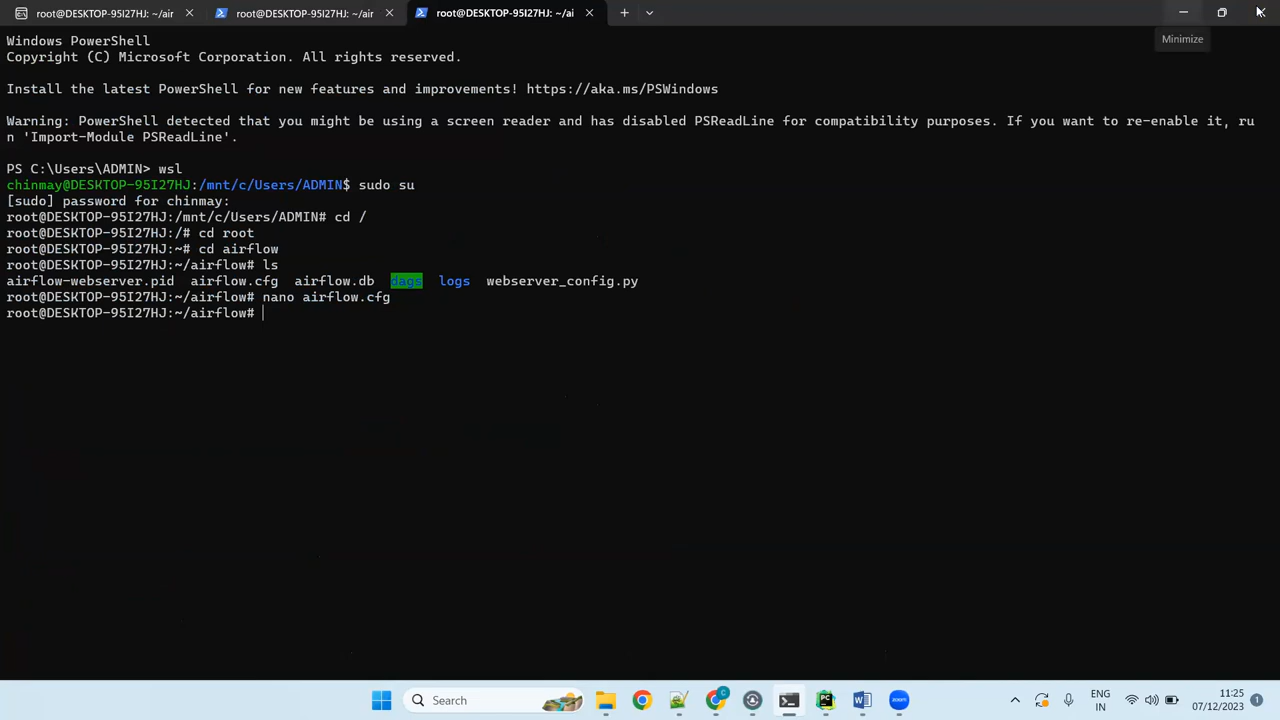 root@DESKTOP-95I27HJ: ~/air
root@DESKTOP-95I27HJ: ~/air
root@DESKTOP-95I27HJ: ~/ai
Minimize
Windows PowerShell
Copyright (C) Microsoft Corporation. All rights reserved.
Install the latest PowerShell for new features and improvements! https://aka.ms/PSWindows
Warning: PowerShell detected that you might be using a screen reader and has disabled PSReadLine for compatibility purposes. If you want to re-enable it, ru
n 'Import-Module PSReadLine'.
PS C:\Users\ADMIN> wsl
chinmay@DESKTOP-95I27HJ:/mnt/c/Users/ADMIN$ sudo su
[sudo] password for chinmay:
root@DESKTOP-95I27HJ:/mnt/c/Users/ADMIN# cd /
root@DESKTOP-95I27HJ:/# cd root
root@DESKTOP-95I27HJ:~# cd airflow
root@DESKTOP-95I27HJ:~/airflow# ls
airflow-webserver.pid  airflow.cfg  airflow.db  dags  logs  webserver_config.py
root@DESKTOP-95I27HJ:~/airflow# nano airflow.cfg
root@DESKTOP-95I27HJ:~/airflow#
Search
ENG
IN
11:25
07/12/2023